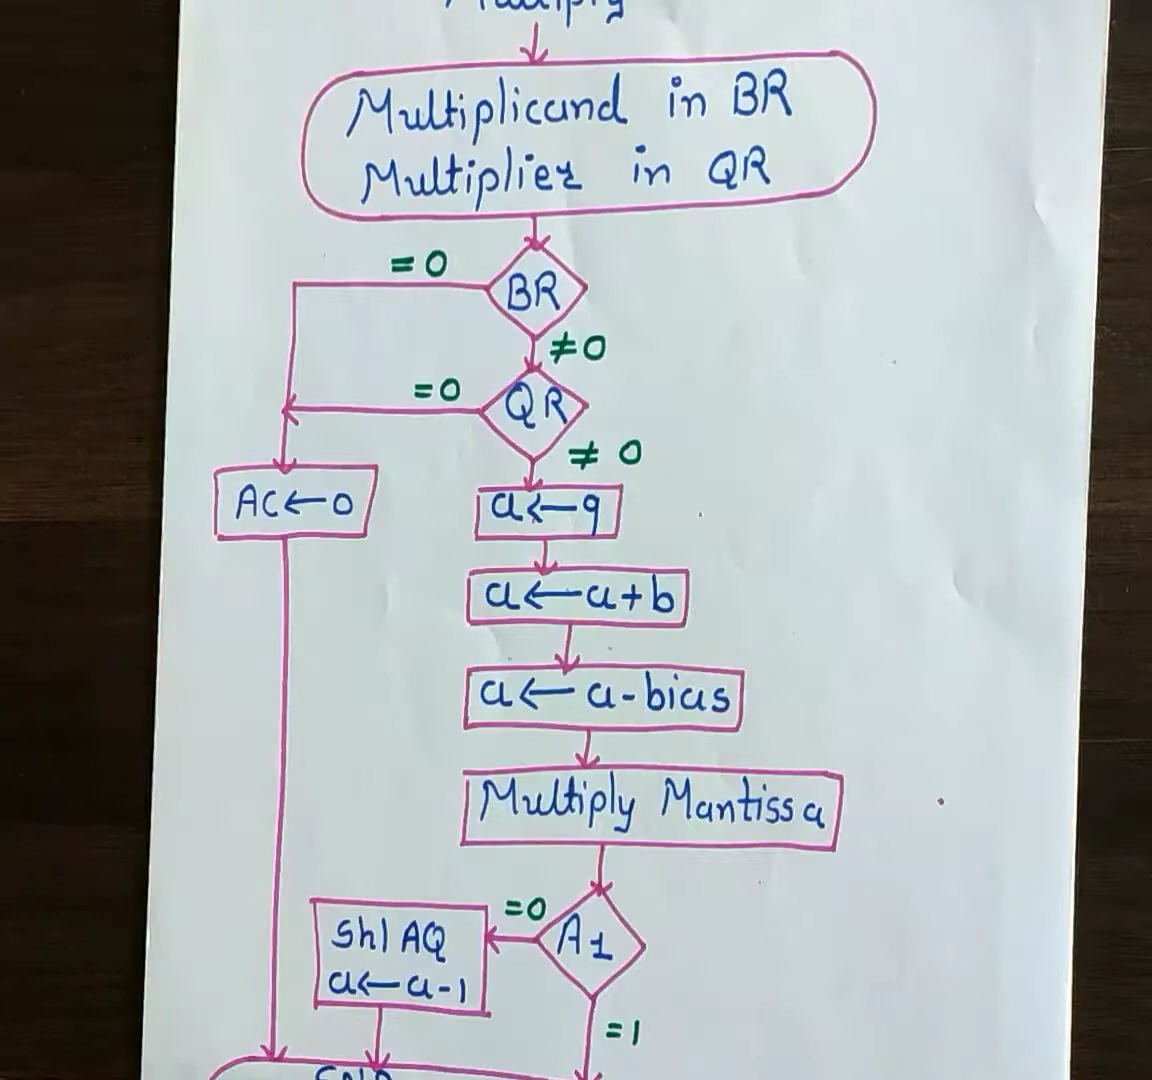 Multiply
Multiplicand in BR
Multiplier in QR
=0
BR
≠0
=0
QR
≠ 0
AC←0
a←q
a←a+b
a←a-bias
Multiply Mantissa
=0
A1
Shl AQ
a←a-1
=1